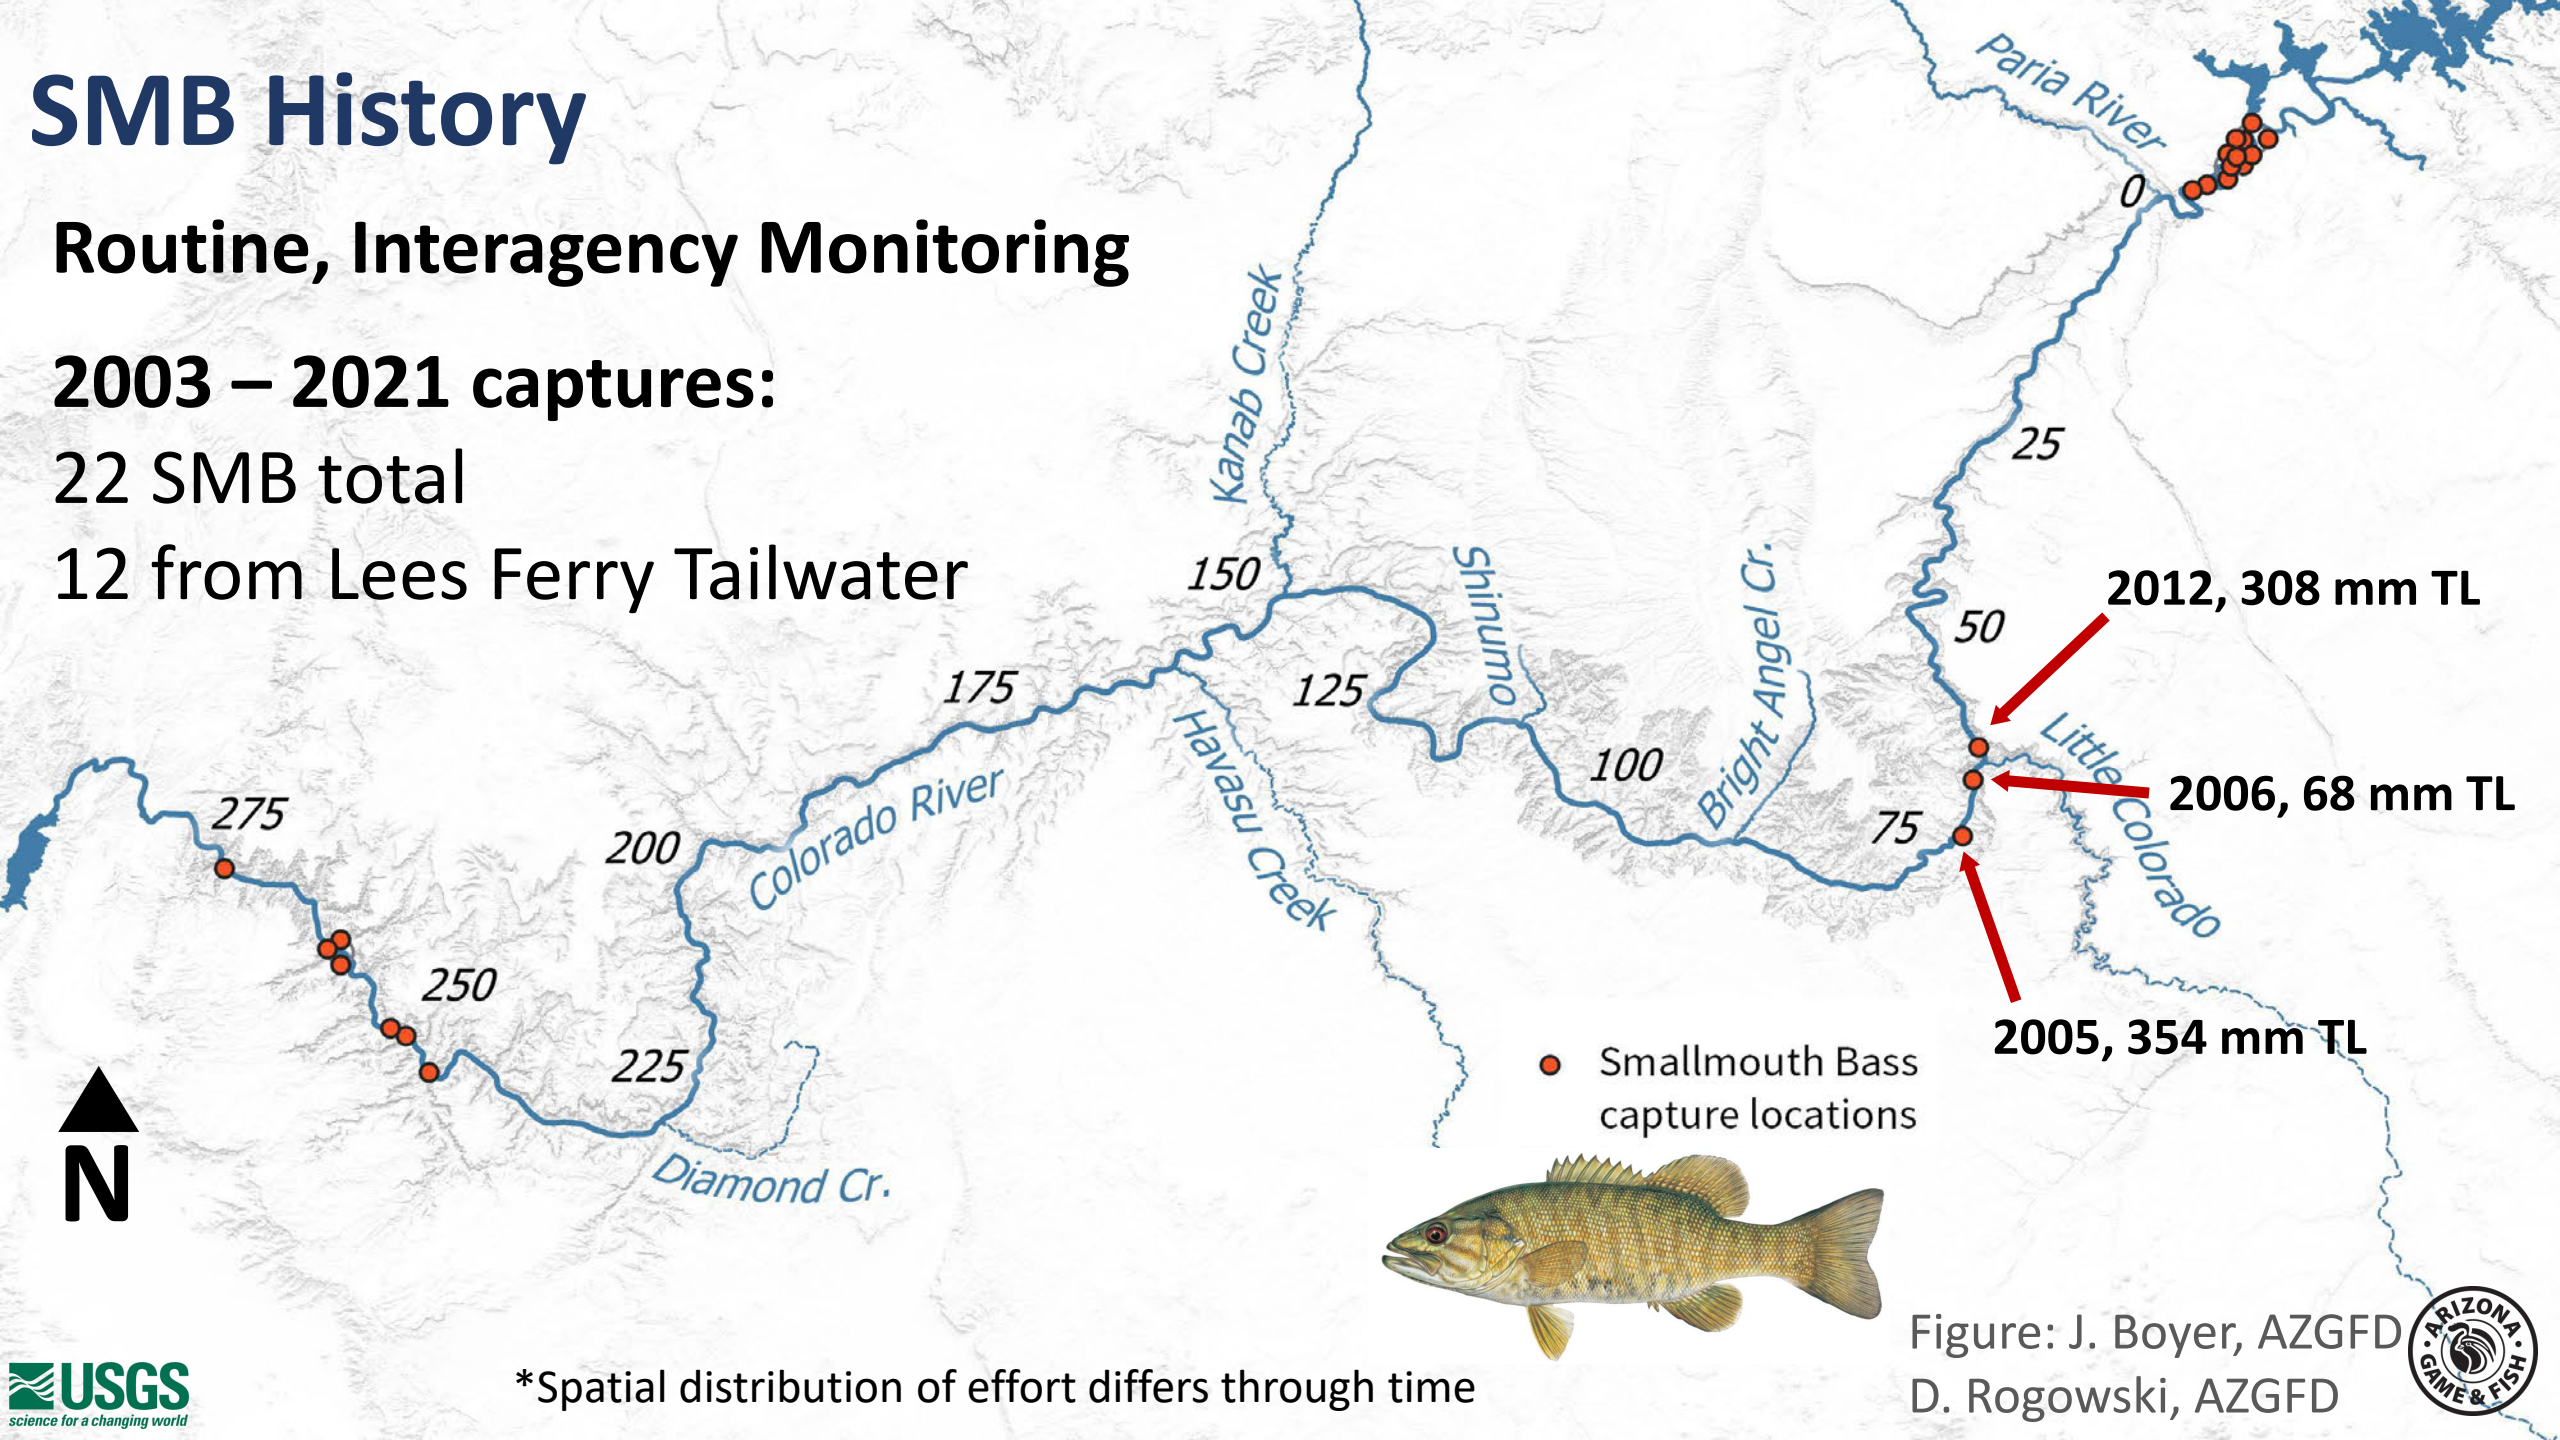 SMB History
Routine, Interagency Monitoring
2003 – 2021 captures:
22 SMB total
12 from Lees Ferry Tailwater
Paria River
0
25
50
75
100
125
150
175
200
225
250
275
Kanab Creek
Shinumo
Bright Angel Cr.
Havasu Creek
Colorado River
Little Colorado
Diamond Cr.
2012, 308 mm TL
2006, 68 mm TL
2005, 354 mm TL
Smallmouth Bass
capture locations
N
USGS
science for a changing world
*Spatial distribution of effort differs through time
Figure: J. Boyer, AZGFD
D. Rogowski, AZGFD
ARIZONA
GAME & FISH